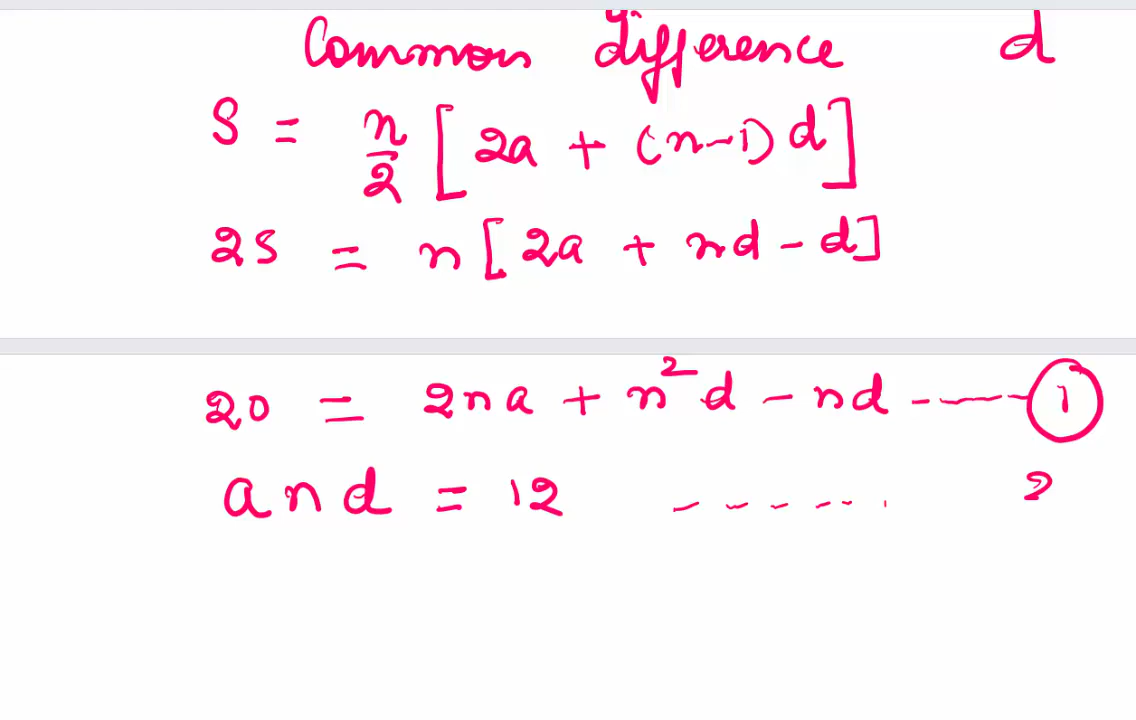 Common difference d
S = n/2 [2a + (n-1)d]
2S = n[2a + nd - d]
20 = 2na + n²d - nd ------ ①
and = 12 ------ 2